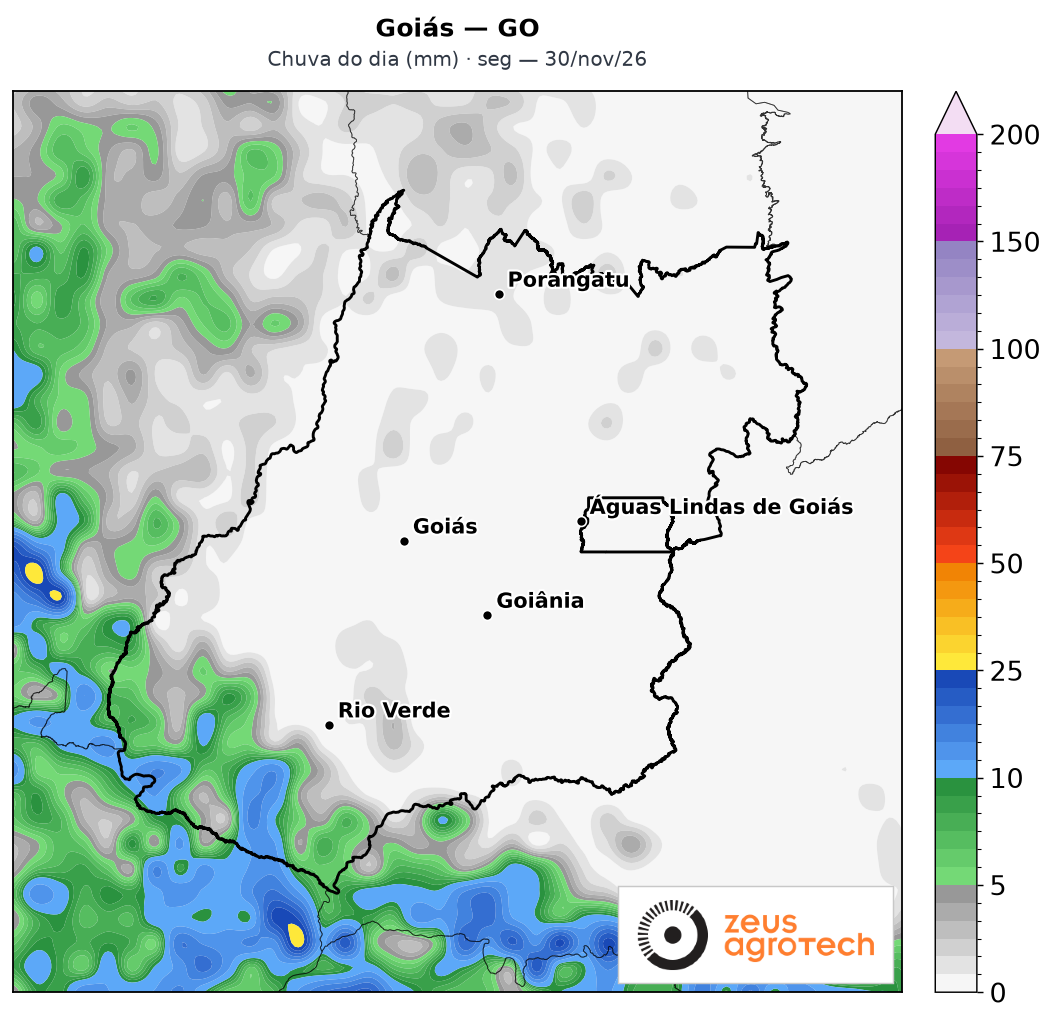 Goiás — GO
Chuva do dia (mm) · seg — 30/nov/26
Porangatu
Águas Lindas de Goiás
Goiás
Goiânia
Rio Verde
200
150
100
75
50
25
10
5
0
zeus
agrotech